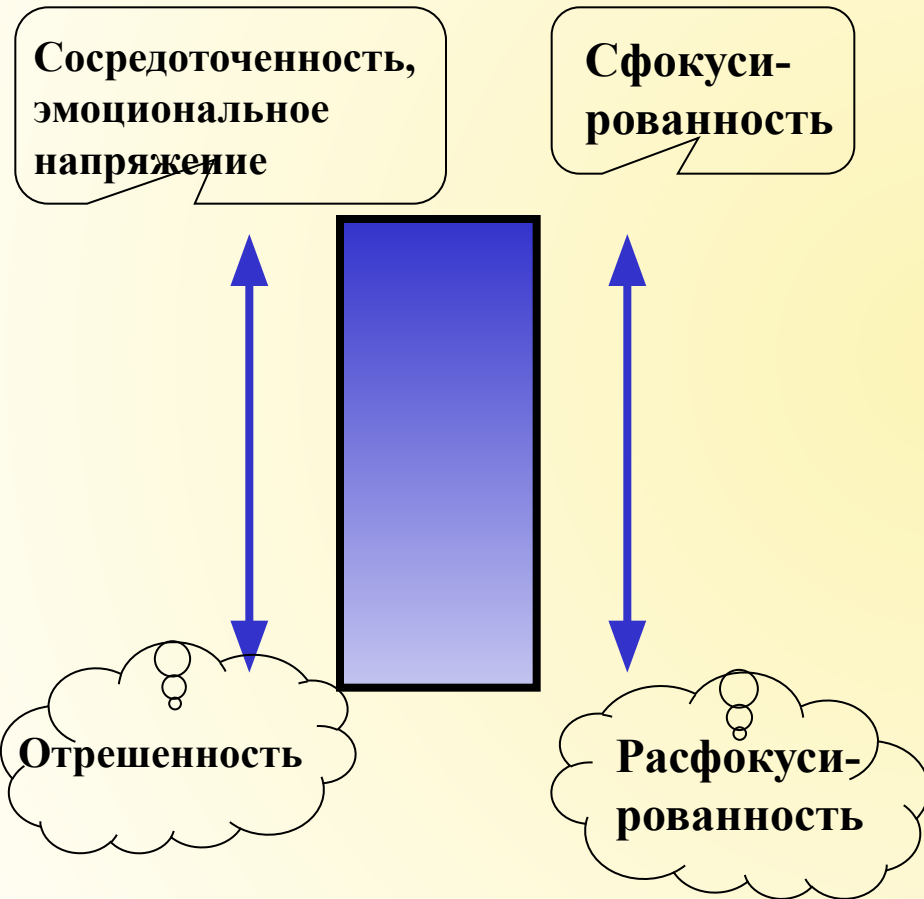 Сосредоточенность,
эмоциональное
напряжение
Сфокуси-
рованность
Отрешенность
Расфокуси-
рованность